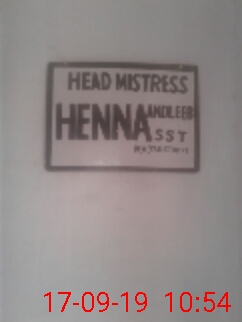 HEAD MISTRESS
HENNA ANDLEEB
SST
17-09-19 10:54